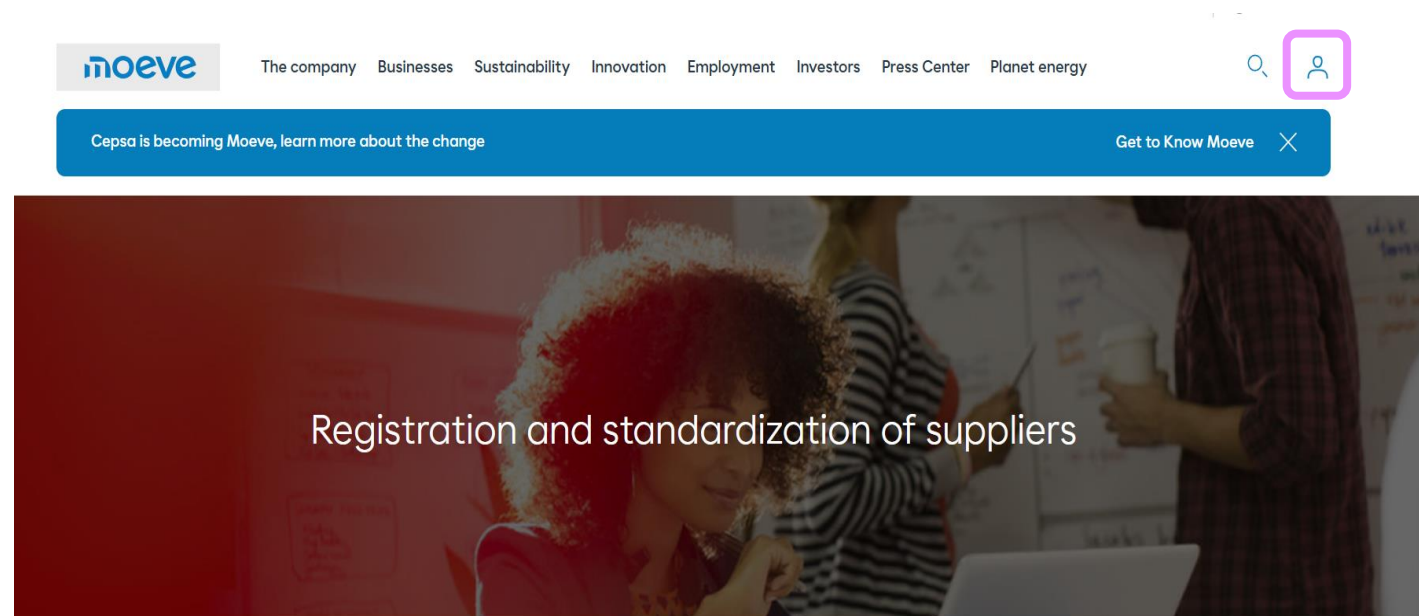 moeve
The company Businesses Sustainability Innovation Employment Investors Press Center Planet energy
Cepsa is becoming Moeve, learn more about the change
Get to Know Moeve
Registration and standardization of suppliers